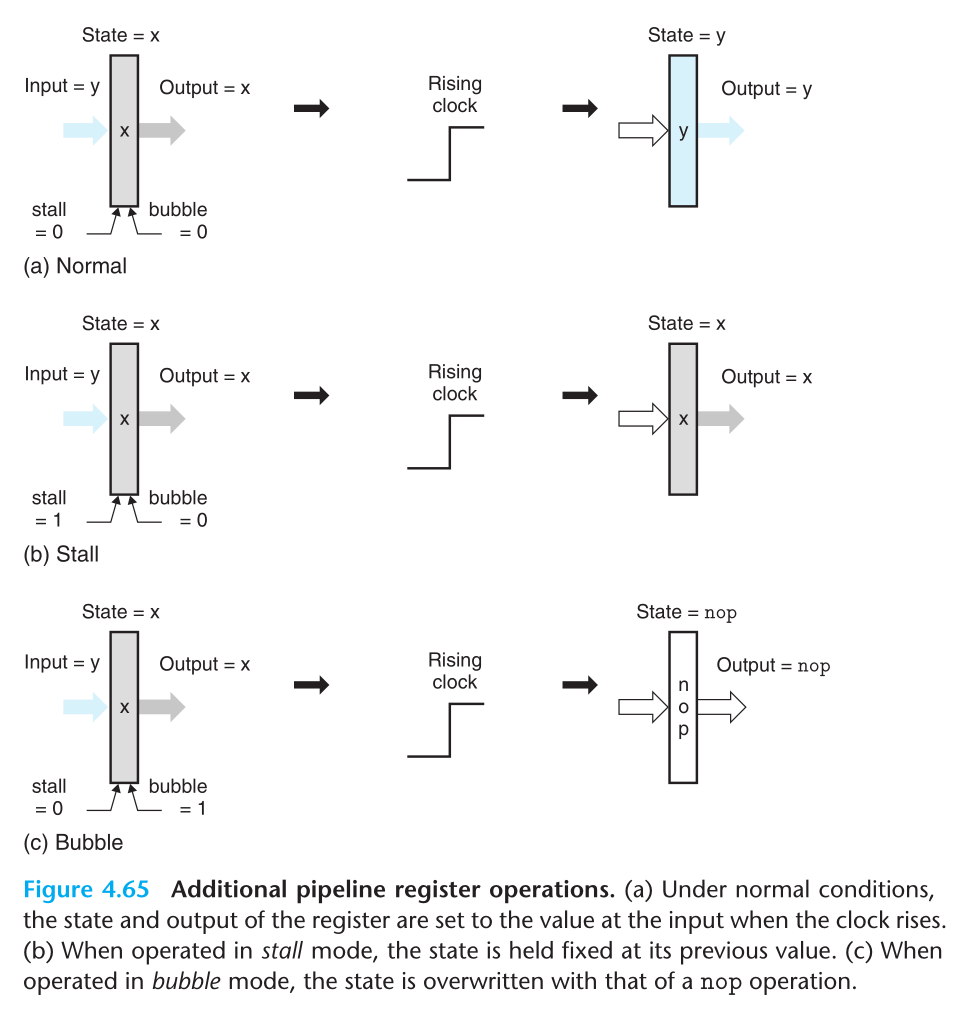 State = x
State = y
Input = y
Output = x
Rising
clock
Output = y
x
y
stall
= 0
bubble
= 0
(a) Normal
State = x
State = x
Input = y
Output = x
Rising
clock
Output = x
x
x
stall
= 1
bubble
= 0
(b) Stall
State = x
State = nop
Input = y
Output = x
Rising
clock
Output = nop
x
n
o
p
stall
= 0
bubble
= 1
(c) Bubble
Figure 4.65 Additional pipeline register operations. (a) Under normal conditions,
the state and output of the register are set to the value at the input when the clock rises.
(b) When operated in stall mode, the state is held fixed at its previous value. (c) When
operated in bubble mode, the state is overwritten with that of a nop operation.